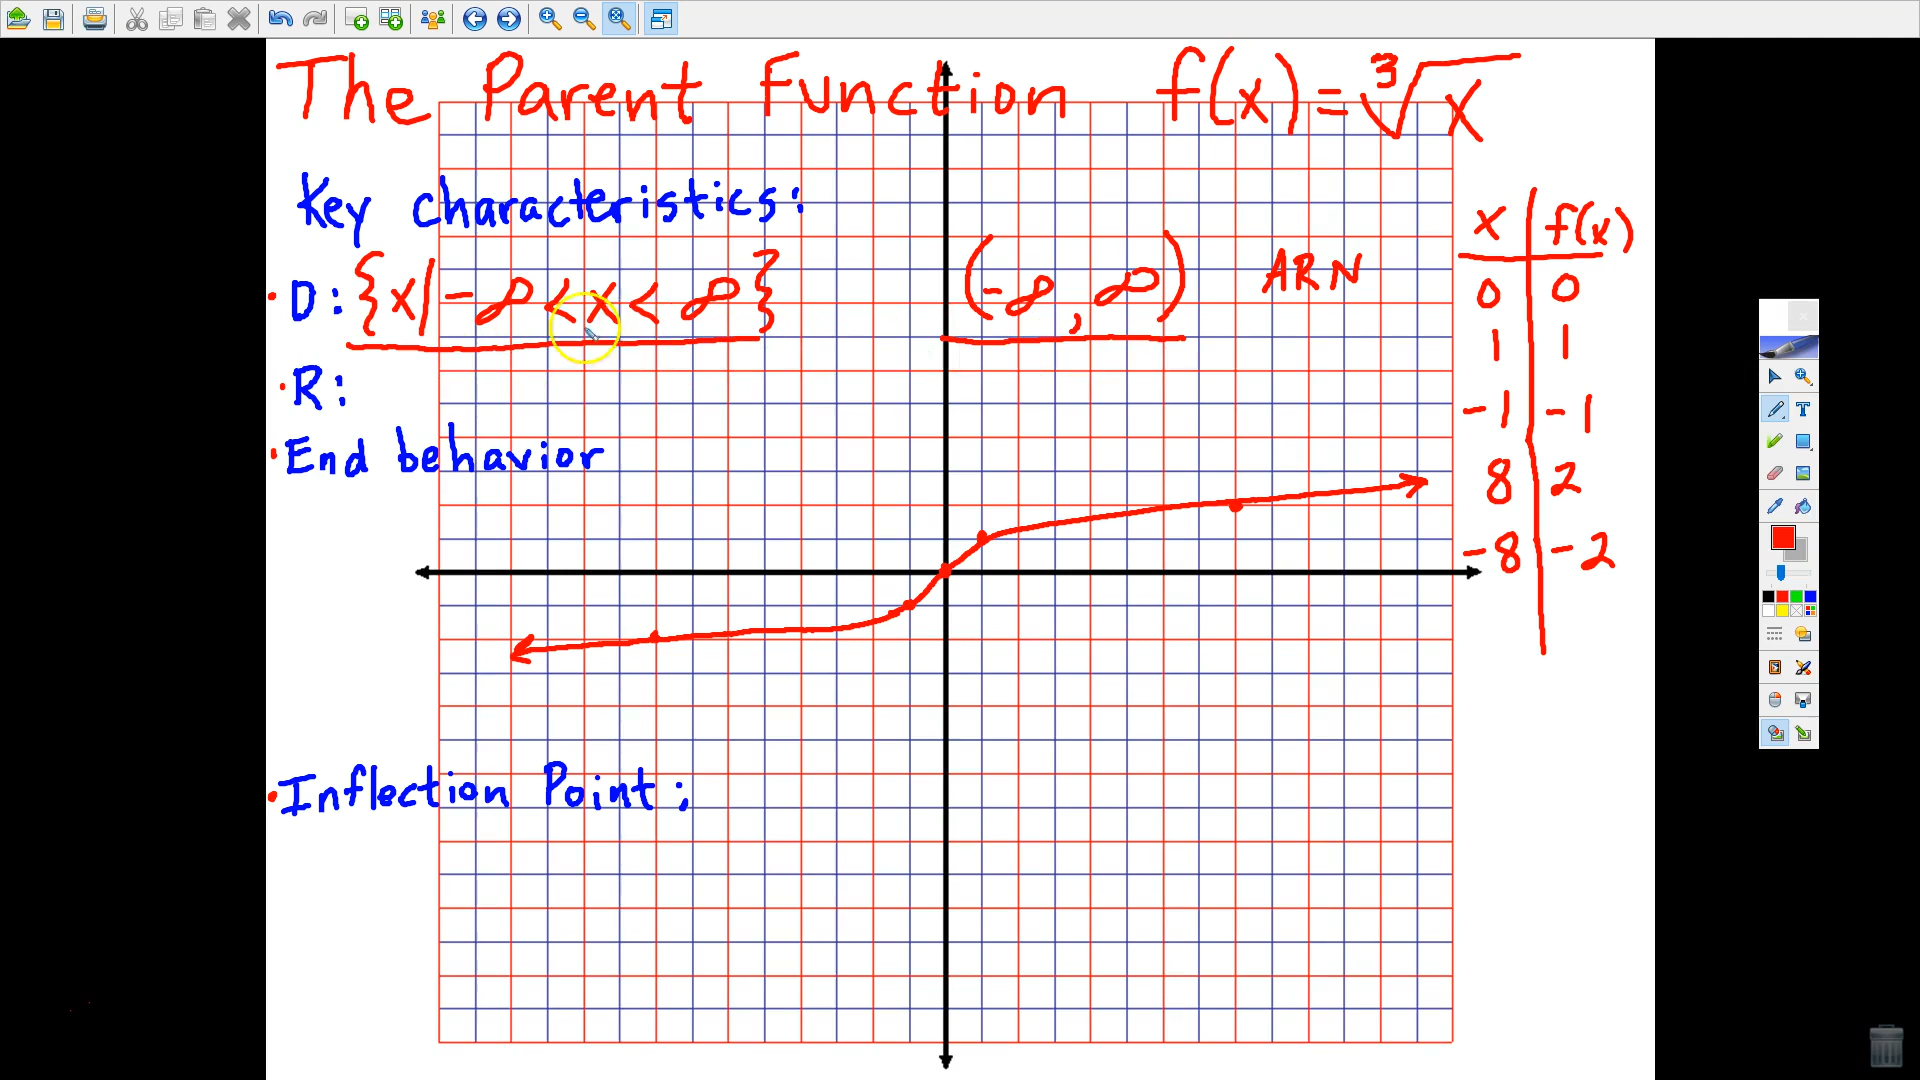 The Parent Function f(x) = ∛x
Key characteristics:
• D: {x | -∞ < x < ∞} (-∞, ∞) ARN
• R:
• End behavior
• Inflection Point:
x f(x)
0 0
1 1
-1 -1
8 2
-8 -2